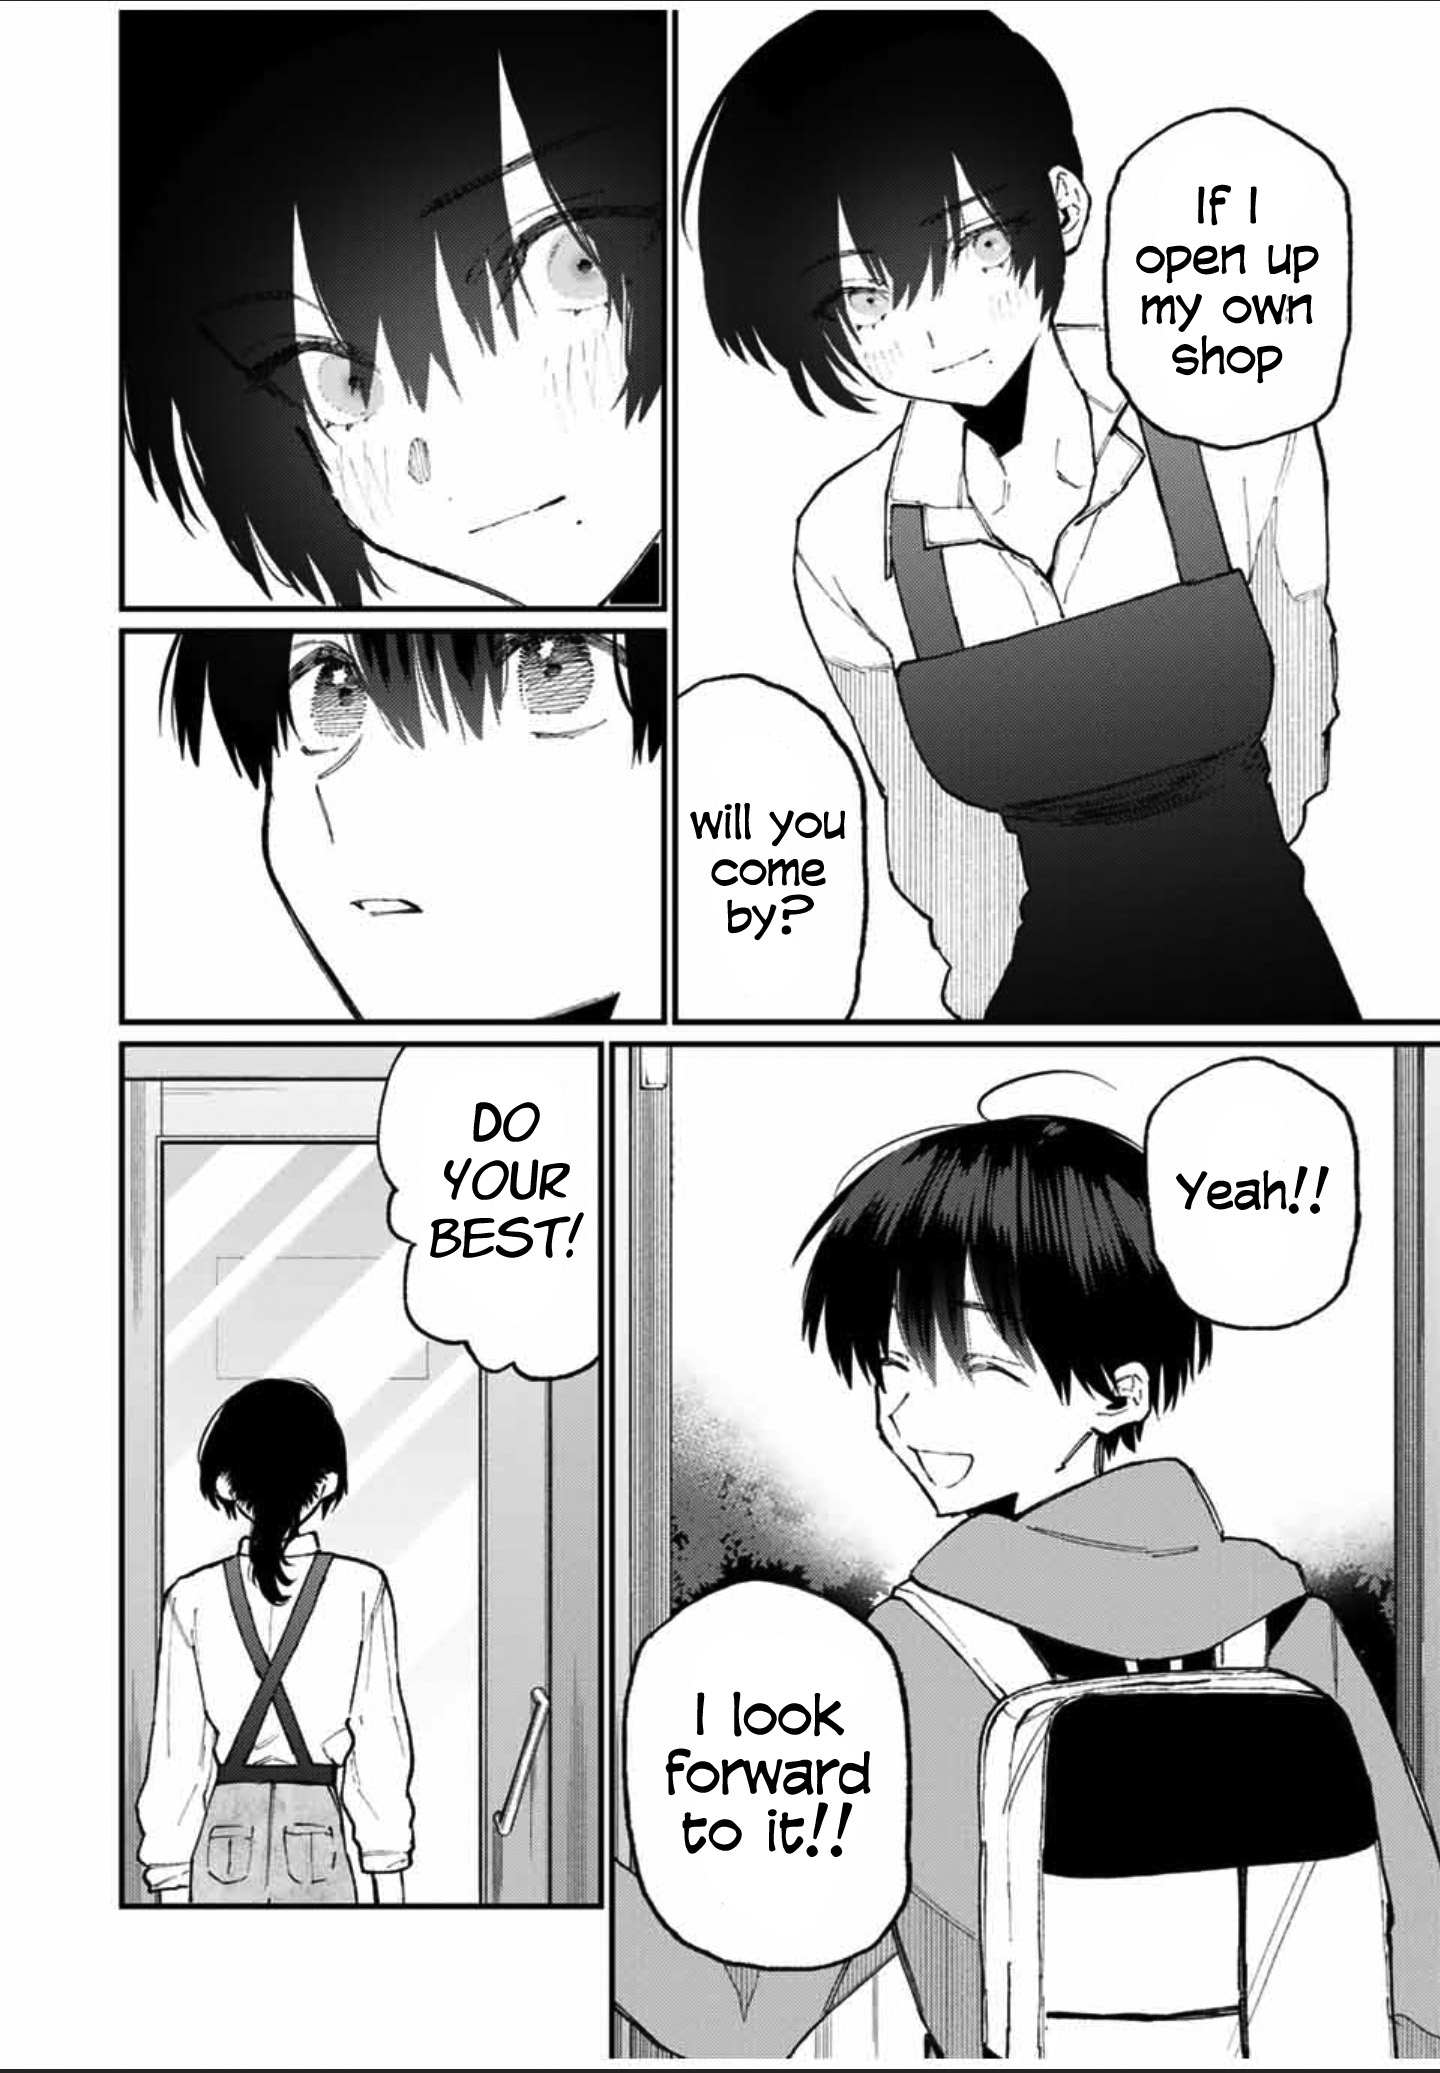 If I
open up
my own
shop
will you
come
by?
Yeah!!
I look
forward
to it!!
DO
YOUR
BEST!